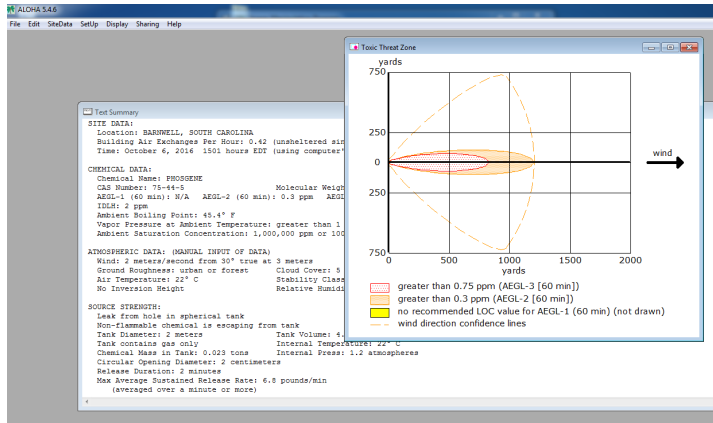 ALOHA 5.4.6
File Edit SiteData SetUp Display Sharing Help
Toxic Threat Zone
yards
750
250
0
250
750
0 500 1000 1500 2000
yards
wind
greater than 0.75 ppm (AEGL-3 [60 min])
greater than 0.3 ppm (AEGL-2 [60 min])
no recommended LOC value for AEGL-1 (60 min) (not drawn)
wind direction confidence lines
Text Summary
SITE DATA:
Location: BARNWELL, SOUTH CAROLINA
Building Air Exchanges Per Hour: 0.42 (unsheltered sin
Time: October 6, 2016 1501 hours EDT (using computer'
CHEMICAL DATA:
Chemical Name: PHOSGENE
CAS Number: 75-44-5 Molecular Weigh
AEGL-1 (60 min): N/A AEGL-2 (60 min): 0.3 ppm AEGL
IDLH: 2 ppm
Ambient Boiling Point: 45.4° F
Vapor Pressure at Ambient Temperature: greater than 1
Ambient Saturation Concentration: 1,000,000 ppm or 100
ATMOSPHERIC DATA: (MANUAL INPUT OF DATA)
Wind: 2 meters/second from 30° true at 3 meters
Ground Roughness: urban or forest Cloud Cover: 5
Air Temperature: 22° C Stability Class
No Inversion Height Relative Humidi
SOURCE STRENGTH:
Leak from hole in spherical tank
Non-flammable chemical is escaping from tank
Tank Diameter: 2 meters Tank Volume: 4.
Tank contains gas only Internal Temperature: 22° C
Chemical Mass in Tank: 0.023 tons Internal Press: 1.2 atmospheres
Circular Opening Diameter: 2 centimeters
Release Duration: 2 minutes
Max Average Sustained Release Rate: 6.8 pounds/min
(averaged over a minute or more)